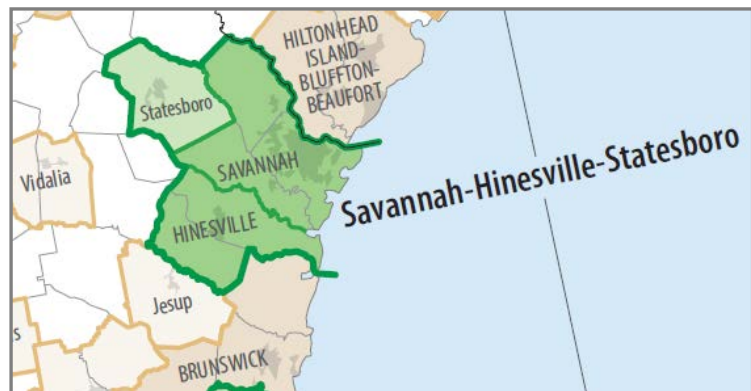 HILTON HEAD
ISLAND-
BLUFFTON-
BEAUFORT
Statesboro
SAVANNAH
Vidalia
Savannah-Hinesville-Statesboro
HINESVILLE
Jesup
s
BRUNSWICK